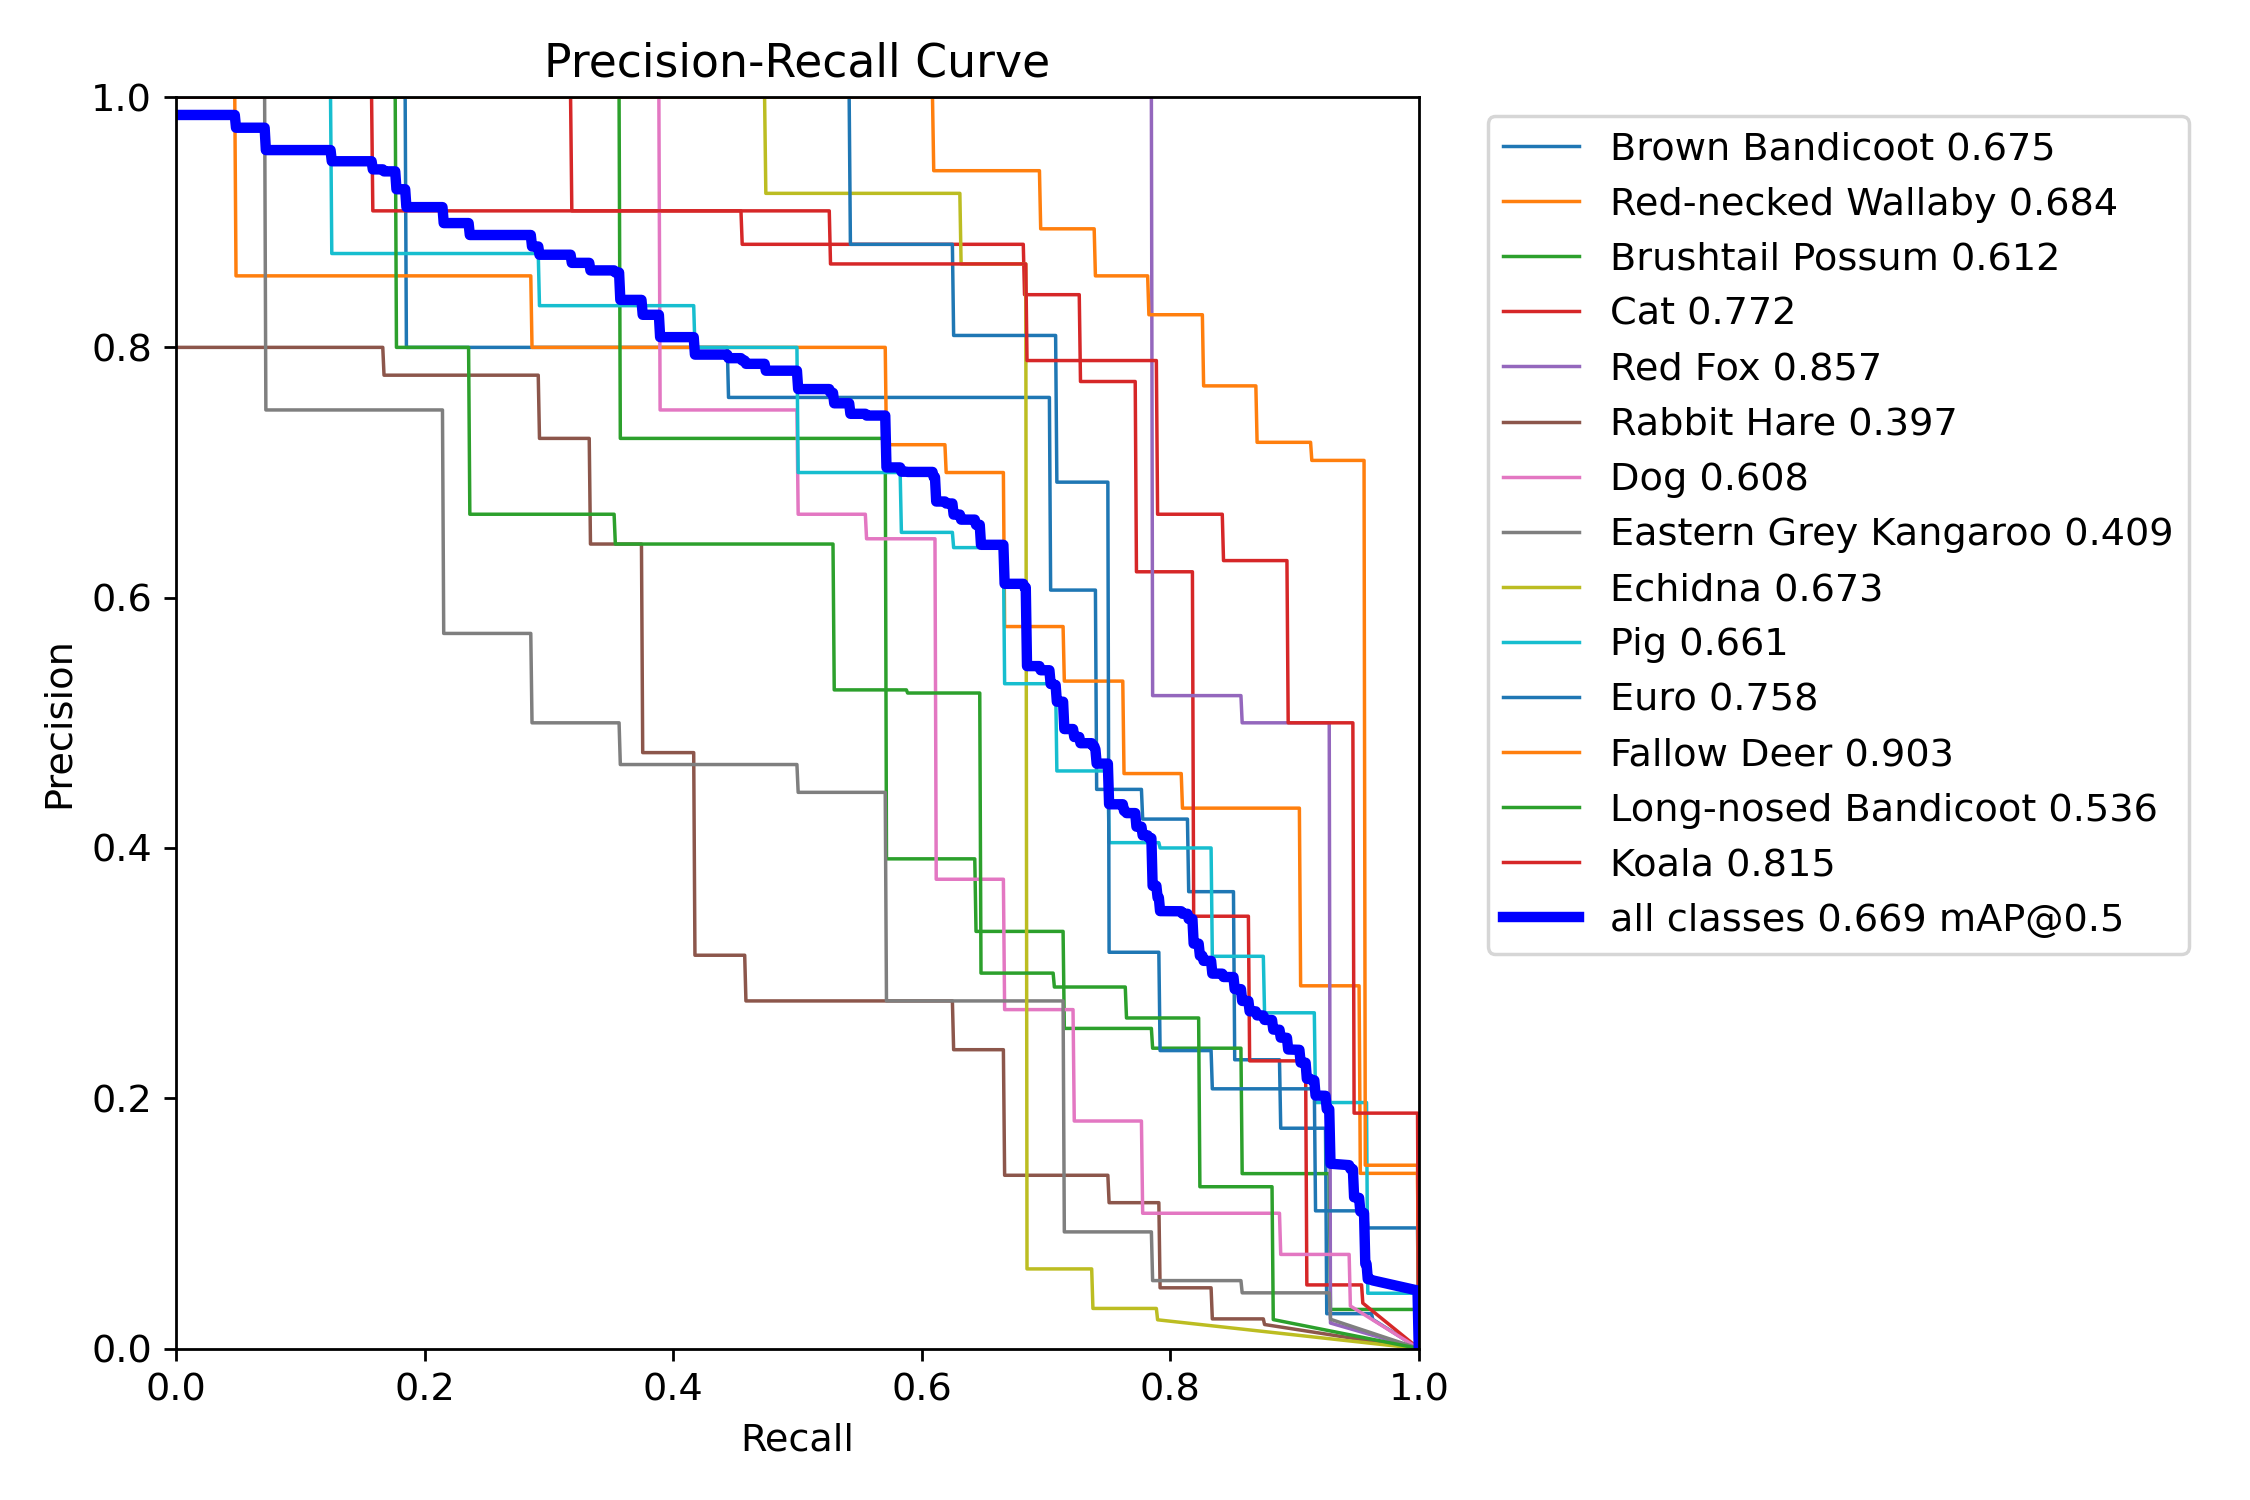 Precision-Recall Curve
1.0
0.8
0.6
0.4
0.2
0.0
Precision
0.0 0.2 0.4 0.6 0.8 1.0
Recall
Brown Bandicoot 0.675
Red-necked Wallaby 0.684
Brushtail Possum 0.612
Cat 0.772
Red Fox 0.857
Rabbit Hare 0.397
Dog 0.608
Eastern Grey Kangaroo 0.409
Echidna 0.673
Pig 0.661
Euro 0.758
Fallow Deer 0.903
Long-nosed Bandicoot 0.536
Koala 0.815
all classes 0.669 mAP@0.5